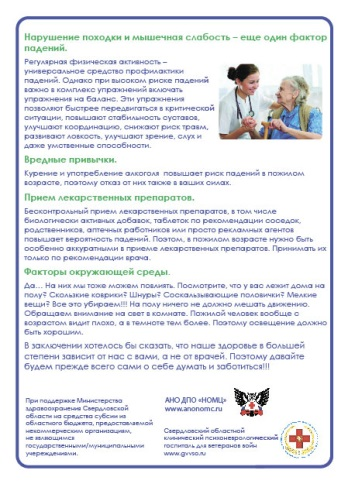 Нарушение походки и мышечная слабость – еще один фактор
падений.
Регулярная физическая активность –
универсальное средство профилактики
падений. Однако при высоком риске падений
важно в комплекс упражнений включать
упражнения на баланс. Эти упражнения
позволяют быстрее передвигаться в критической
ситуации, повышают стабильность суставов,
улучшают координацию, снижают риск травм,
развивают ловкость, улучшают зрение, слух и
даже умственные способности.
Вредные привычки.
Курение и употребление алкоголя повышает риск падений в пожилом
возрасте, поэтому отказ от них также в ваших силах.
Прием лекарственных препаратов.
Бесконтрольный прием лекарственных препаратов, в том числе
биологически активных добавок, таблеток по рекомендации соседок,
родственников, аптечных работников или просто рекламных агентов
повышает вероятность падений. Поэтом, в пожилом возрасте нужно быть
особенно аккуратными в приеме лекарственных препаратов. Принимать их
только по рекомендации врача.
Факторы окружающей среды.
Да... На них мы тоже можем повлиять. Посмотрите, что у вас лежит дома на
полу? Скользкие коврики? Шнуры? Соскальзывающие половички? Мелкие
вещи? Все это убираем!!! На полу ничего не должно мешать движению.
Обращаем внимание на свет в комнате. Пожилой человек вообще с
возрастом видит плохо, а в темноте тем более. Поэтому освещение должно
быть хорошим.
В заключении хотелось бы сказать, что наше здоровье в большей
степени зависит от нас с вами, а не от врачей. Поэтому давайте
будем прежде всего сами о себе думать и заботиться!!!
При поддержке Министерства
здравоохранения Свердловской
области на средства субсии из
областного бюджета, предоставляемой
некоммерческим организациям,
не являющимся
государственными/муниципальными
учереждениями.
АНО ДПО «НОМЦ»
www.anonomc.ru
Свердловский областной
клинический психоневрологический
госпиталь для ветеранов войн
www.gvvso.ru